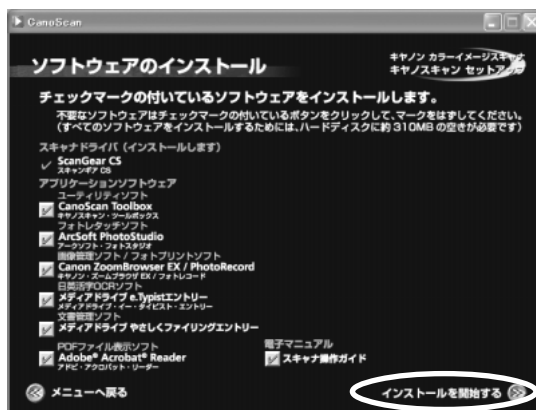 CanoScan
ソフトウェアのインストール
キヤノン カラーイメージスキャナ
キヤノスキャン セットアップ
チェックマークの付いているソフトウェアをインストールします。
不要なソフトウェアはチェックマークの付いているボタンをクリックして、マークをはずしてください。
(すべてのソフトウェアをインストールするためには、ハードディスクに約 310MB の空きが必要です)
スキャナドライバ (インストールします)
ScanGear CS
スキャンギア CS
アプリケーションソフトウェア
ユーティリティソフト
CanoScan Toolbox
キヤノスキャン・ツールボックス
フォトレタッチソフト
ArcSoft PhotoStudio
アークソフト・フォトスタジオ
画像管理ソフト / フォトプリントソフト
Canon ZoomBrowser EX / PhotoRecord
キヤノン・ズームブラウザ EX / フォトレコード
日英活字OCRソフト
メディアドライブ e.Typistエントリー
メディアドライブ・イー・タイピスト・エントリー
文書管理ソフト
メディアドライブ やさしくファイリングエントリー
PDFファイル表示ソフト
Adobe® Acrobat® Reader
アドビ・アクロバット・リーダー
電子マニュアル
スキャナ操作ガイド
メニューへ戻る
インストールを開始する